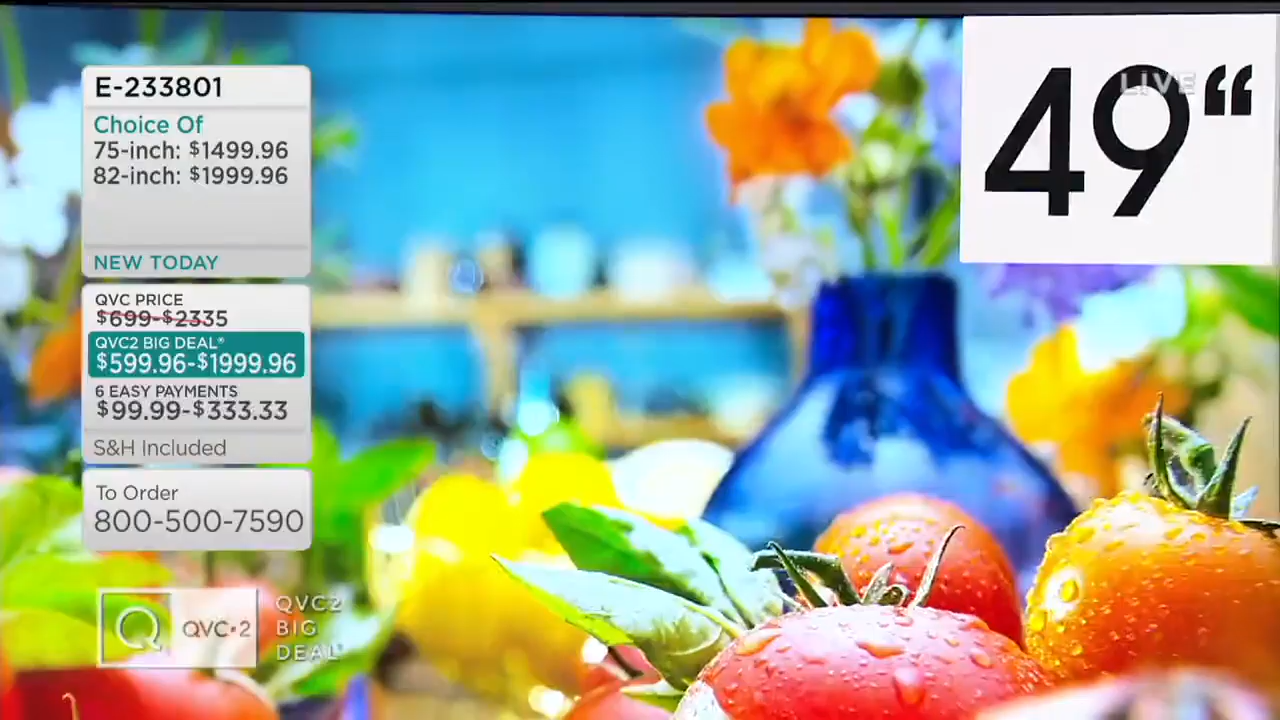 E-233801
Choice Of
75-inch: $1499.96
82-inch: $1999.96
NEW TODAY
QVC PRICE
$699-$2335
QVC2 BIG DEAL®
$599.96-$1999.96
6 EASY PAYMENTS
$99.99-$333.33
S&H Included
To Order
800-500-7590
Q QVC•2
QVC2
BIG
DEAL®
LIVE
49“